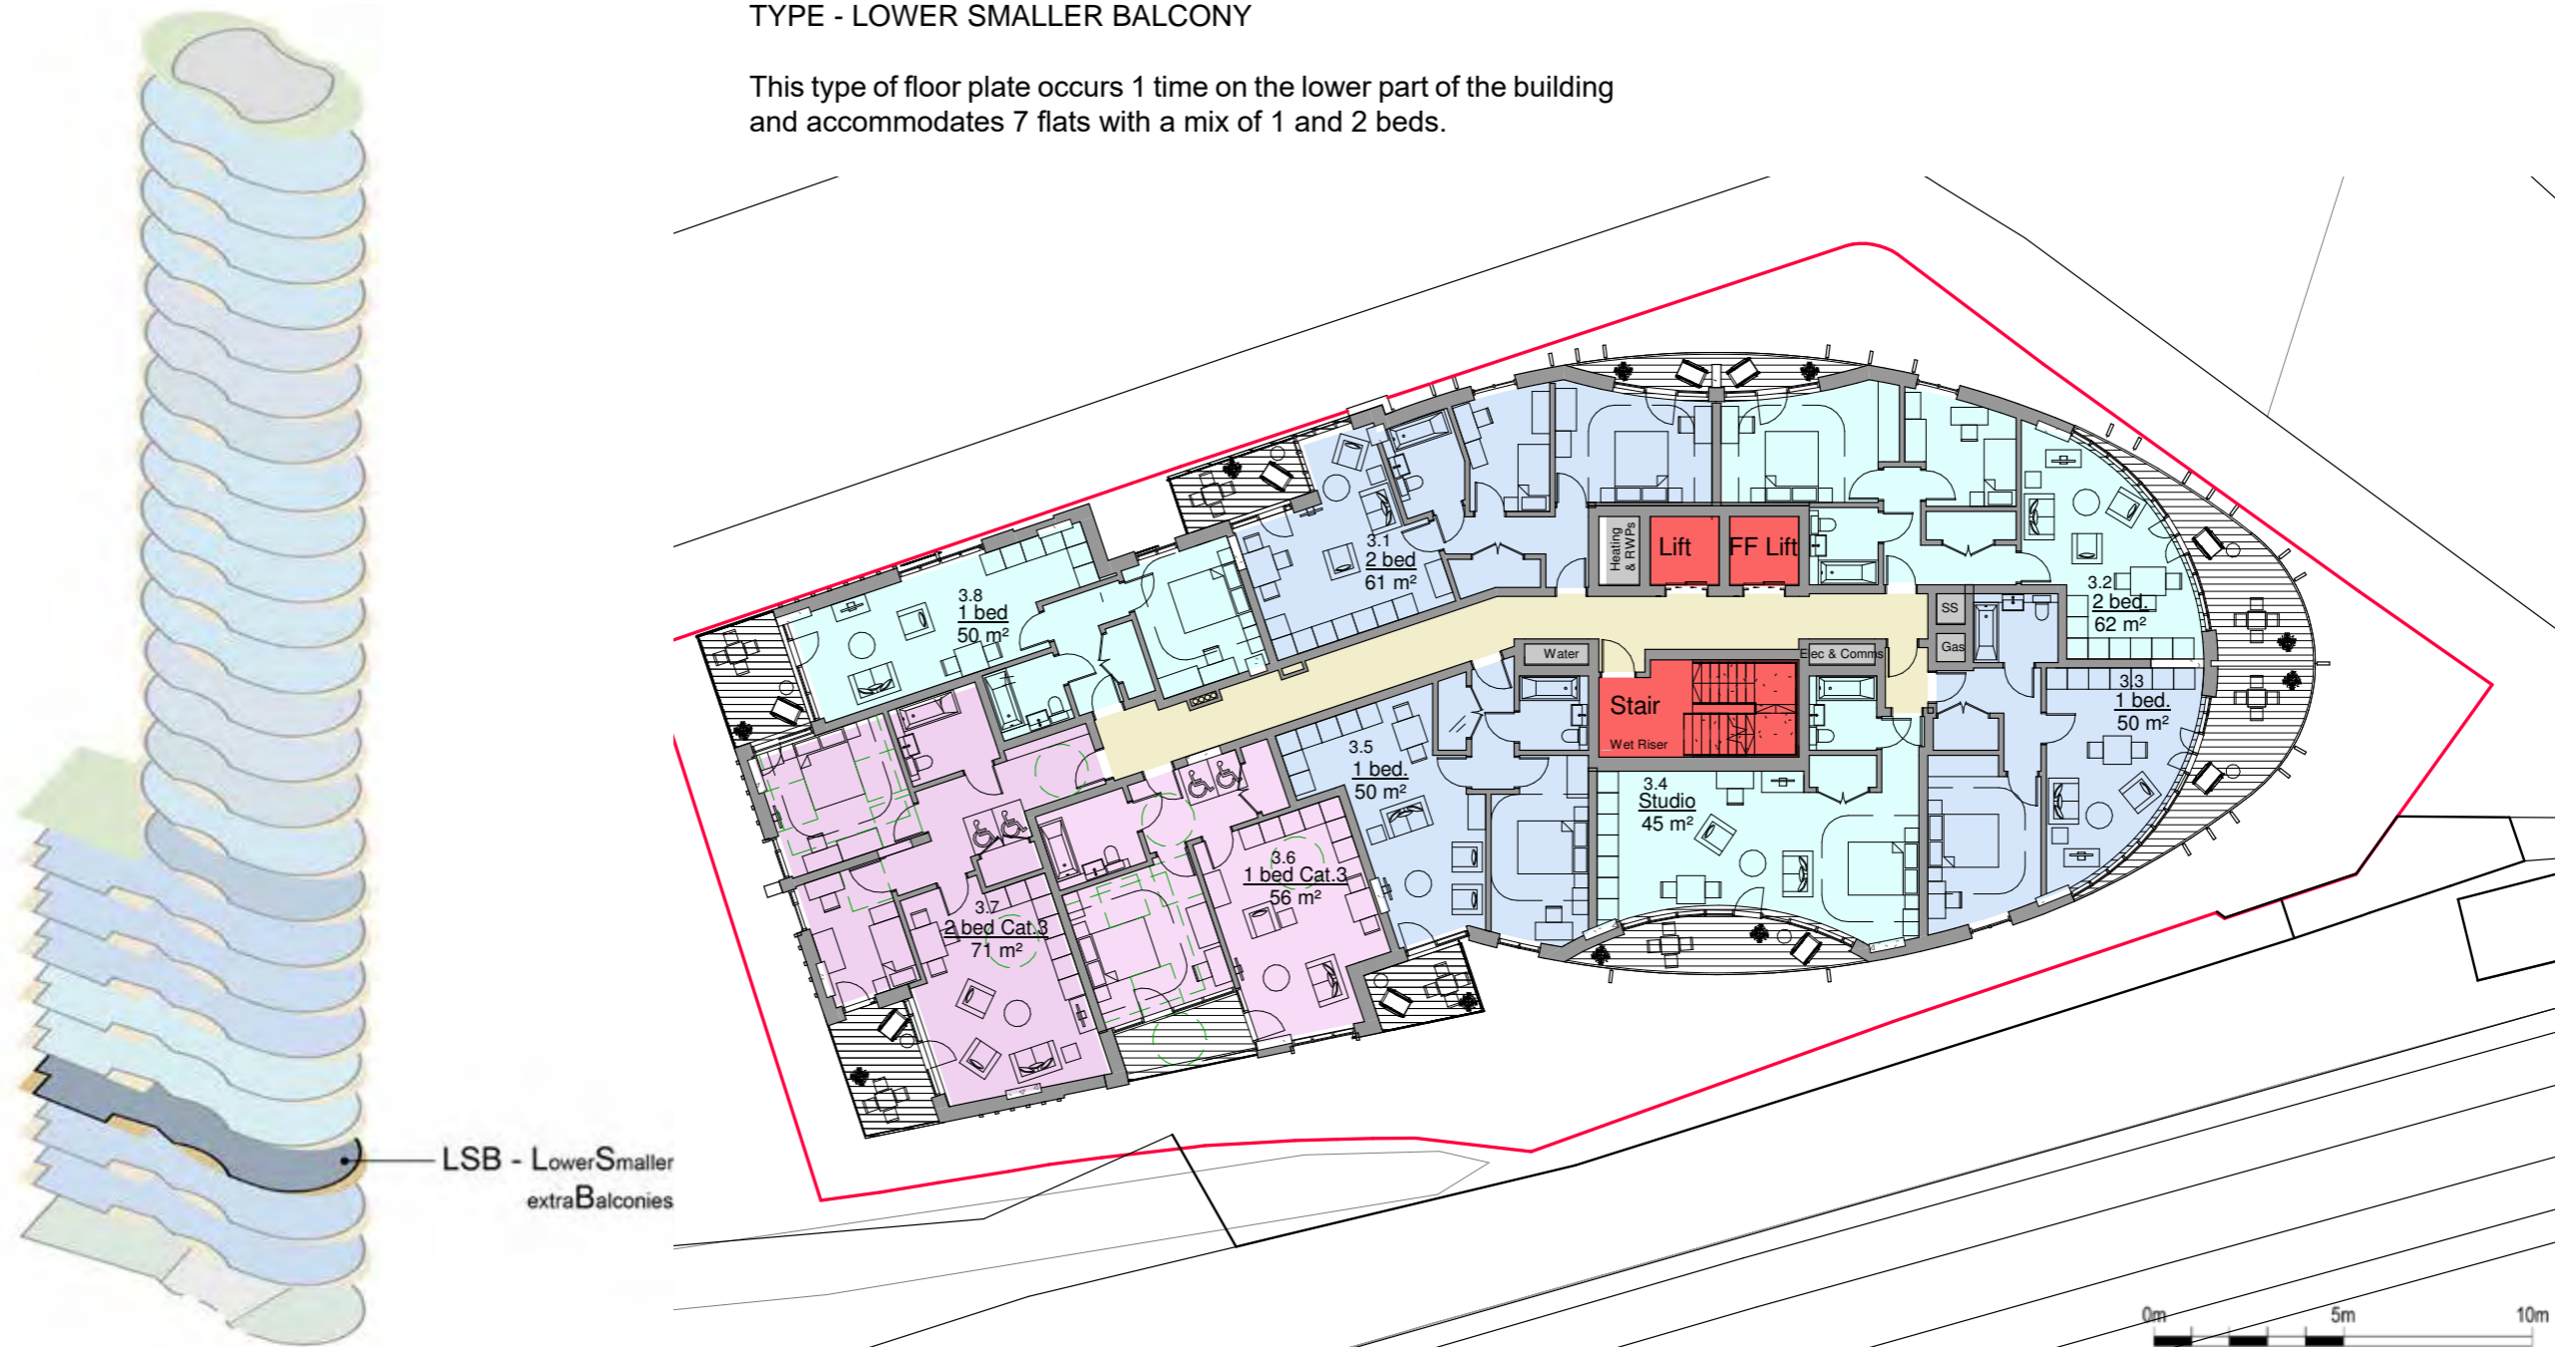 TYPE - LOWER SMALLER BALCONY
This type of floor plate occurs 1 time on the lower part of the building
and accommodates 7 flats with a mix of 1 and 2 beds.
LSB - LowerSmaller
extraBalconies
3.1
2 bed
61 m²
Heating
& RWPs
Lift
FF Lift
3.2
2 bed.
62 m²
3.8
1 bed
50 m²
SS
Gas
Water
Elec & Comms
Stair
Wet Riser
3.3
1 bed.
50 m²
3.5
1 bed.
50 m²
3.4
Studio
45 m²
3.6
1 bed Cat.3
56 m²
3.7
2 bed Cat.3
71 m²
0m
5m
10m